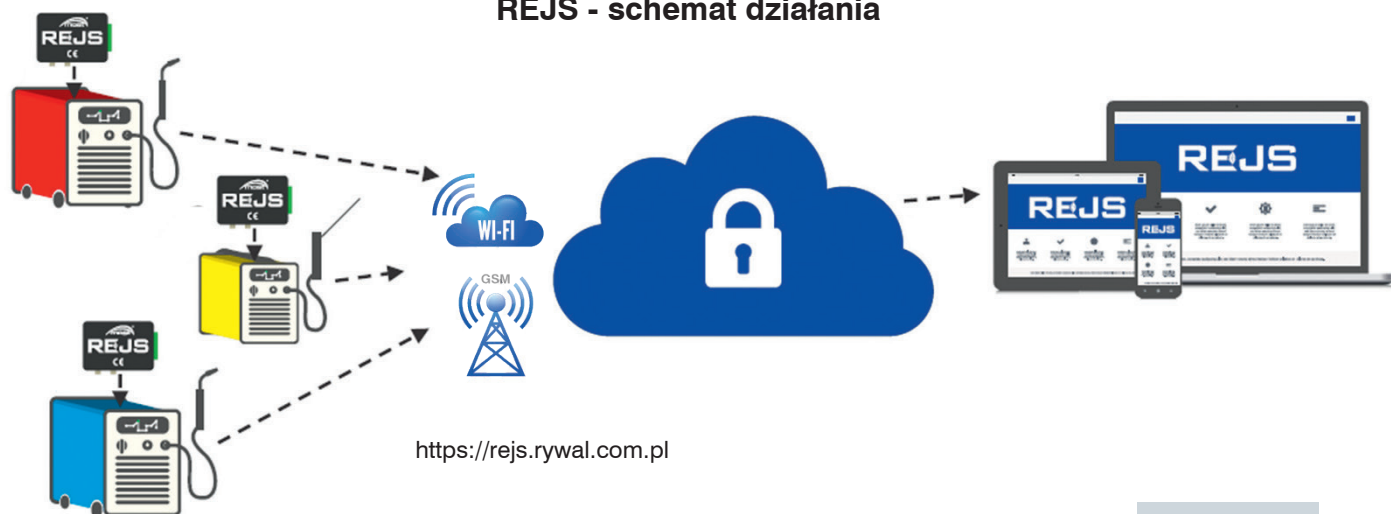 REJS - schemat działania
REJS
CE
REJS
CE
REJS
CE
WI-FI
GSM
REJS
REJS
REJS
https://rejs.rywal.com.pl